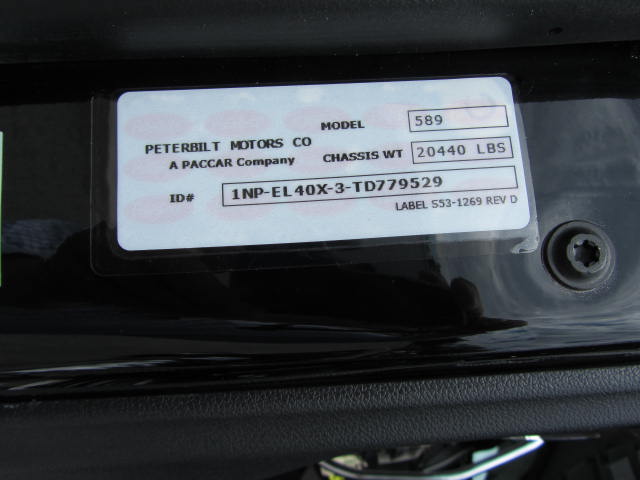 MODEL 589
PETERBILT MOTORS CO
A PACCAR Company CHASSIS WT 20440 LBS
ID# 1NP-EL40X-3-TD779529
LABEL S53-1269 REV D